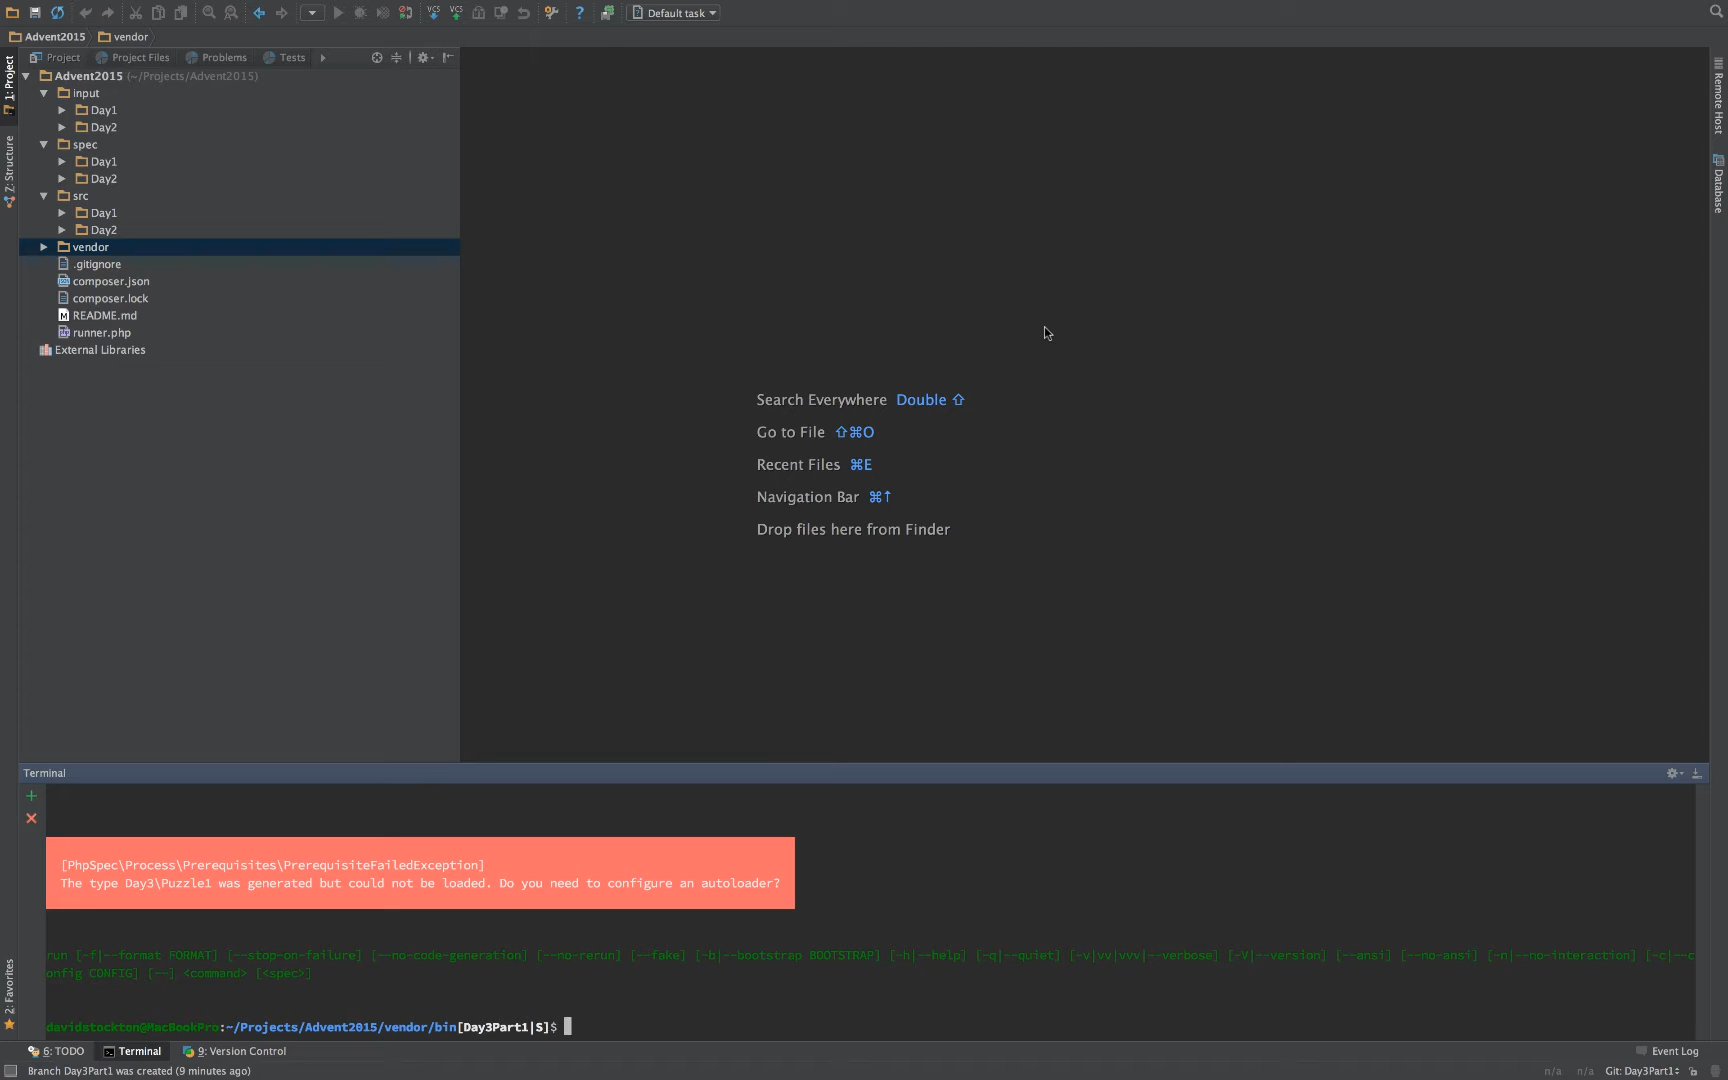 Default task
Advent2015 vendor
Project Project Files Problems Tests
Advent2015 (~/Projects/Advent2015)
input
Day1
Day2
spec
Day1
Day2
src
Day1
Day2
vendor
.gitignore
composer.json
composer.lock
README.md
runner.php
External Libraries
1: Project
Z: Structure
2: Favorites
Remote Host
Database
Search Everywhere Double ⇧
Go to File ⇧⌘O
Recent Files ⌘E
Navigation Bar ⌘↑
Drop files here from Finder
Terminal
[PhpSpec\Process\Prerequisites\PrerequisiteFailedException]
The type Day3\Puzzle1 was generated but could not be loaded. Do you need to configure an autoloader?
run [-f|--format FORMAT] [--stop-on-failure] [--no-code-generation] [--no-rerun] [--fake] [-b|--bootstrap BOOTSTRAP] [-h|--help] [-q|--quiet] [-v|vv|vvv|--verbose] [-V|--version] [--ansi] [--no-ansi] [-n|--no-interaction] [-c|--c
onfig CONFIG] [--] <command> [<spec>]
davidstockton@MacBookPro:~/Projects/Advent2015/vendor/bin[Day3Part1|S]$
6: TODO Terminal 9: Version Control Event Log
Branch Day3Part1 was created (9 minutes ago) n/a n/a Git: Day3Part1